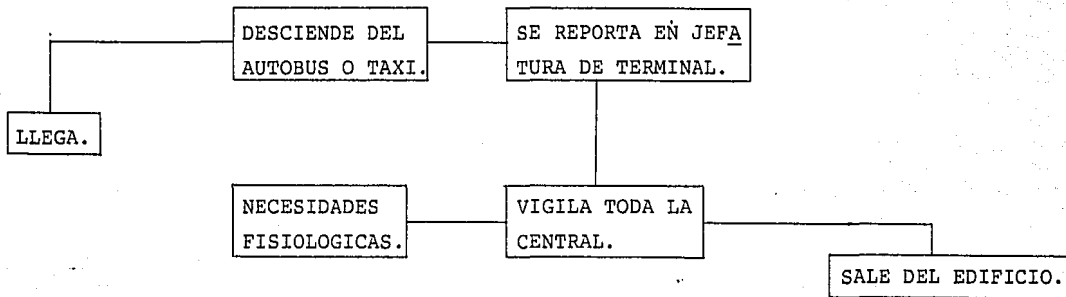 DESCIENDE DEL
AUTOBUS O TAXI.
SE REPORTA EN JEFA
TURA DE TERMINAL.
LLEGA.
NECESIDADES
FISIOLOGICAS.
VIGILA TODA LA
CENTRAL.
SALE DEL EDIFICIO.